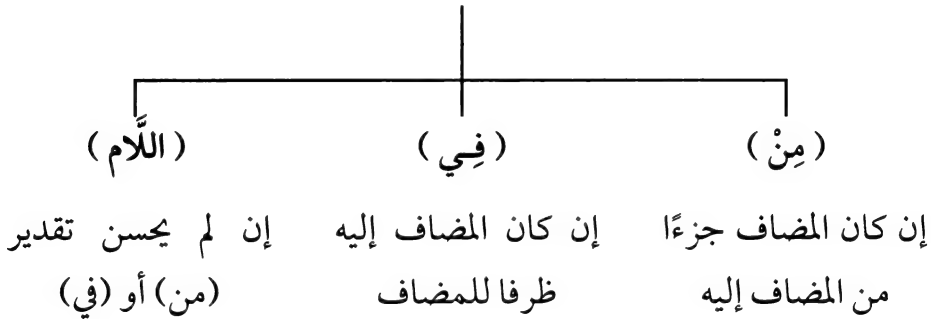 (مِنْ)
إن كان المضاف جزءًا
من المضاف إليه
(فِي)
إن كان المضاف إليه
ظرفا للمضاف
(اللَّام)
إن لم يحسن تقدير
(من) أو (في)